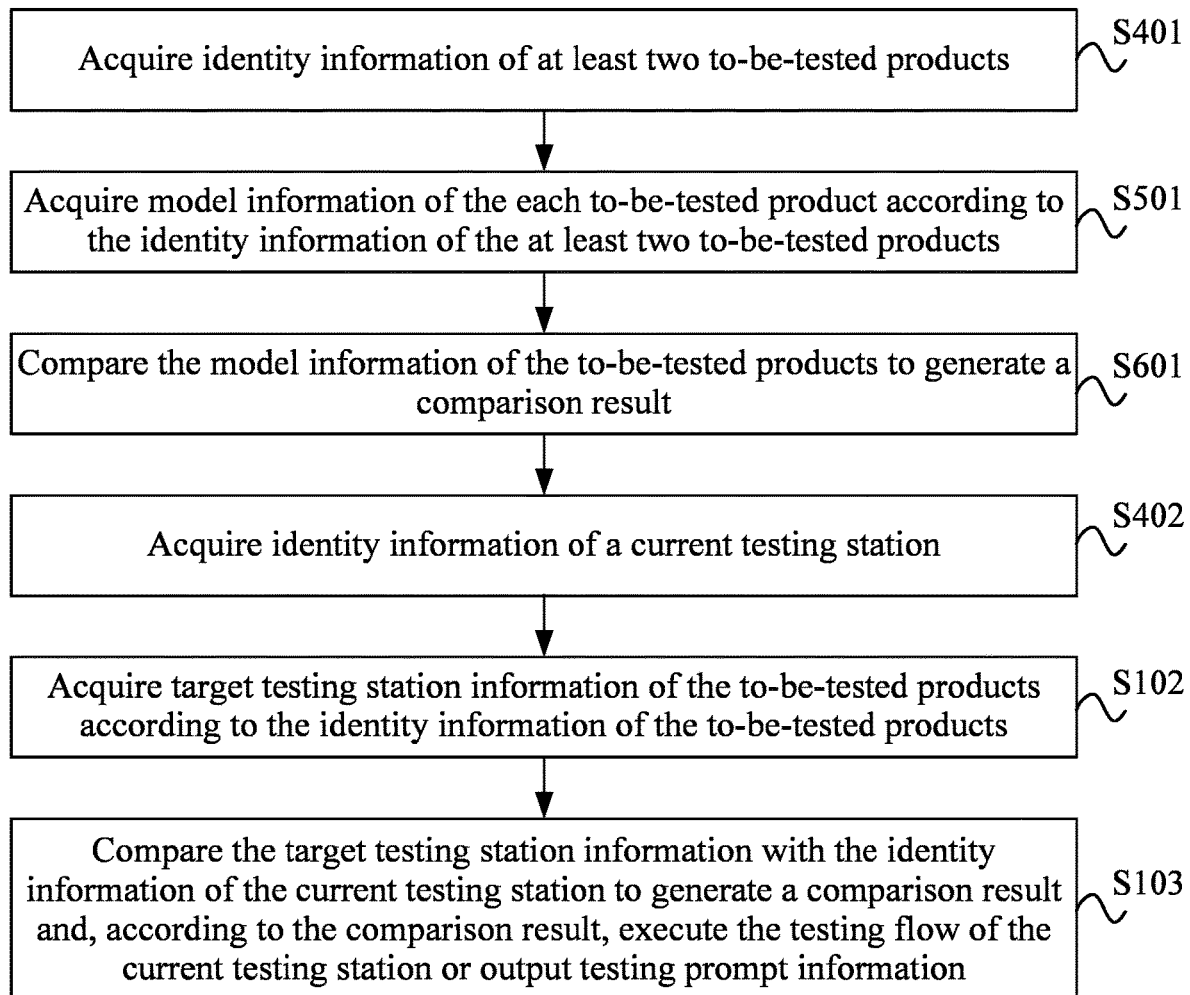 Acquire identity information of at least two to-be-tested products
S401
Acquire model information of the each to-be-tested product according to
the identity information of the at least two to-be-tested products
S501
Compare the model information of the to-be-tested products to generate a
comparison result
S601
Acquire identity information of a current testing station
S402
Acquire target testing station information of the to-be-tested products
according to the identity information of the to-be-tested products
S102
Compare the target testing station information with the identity
information of the current testing station to generate a comparison result
and, according to the comparison result, execute the testing flow of the
current testing station or output testing prompt information
S103